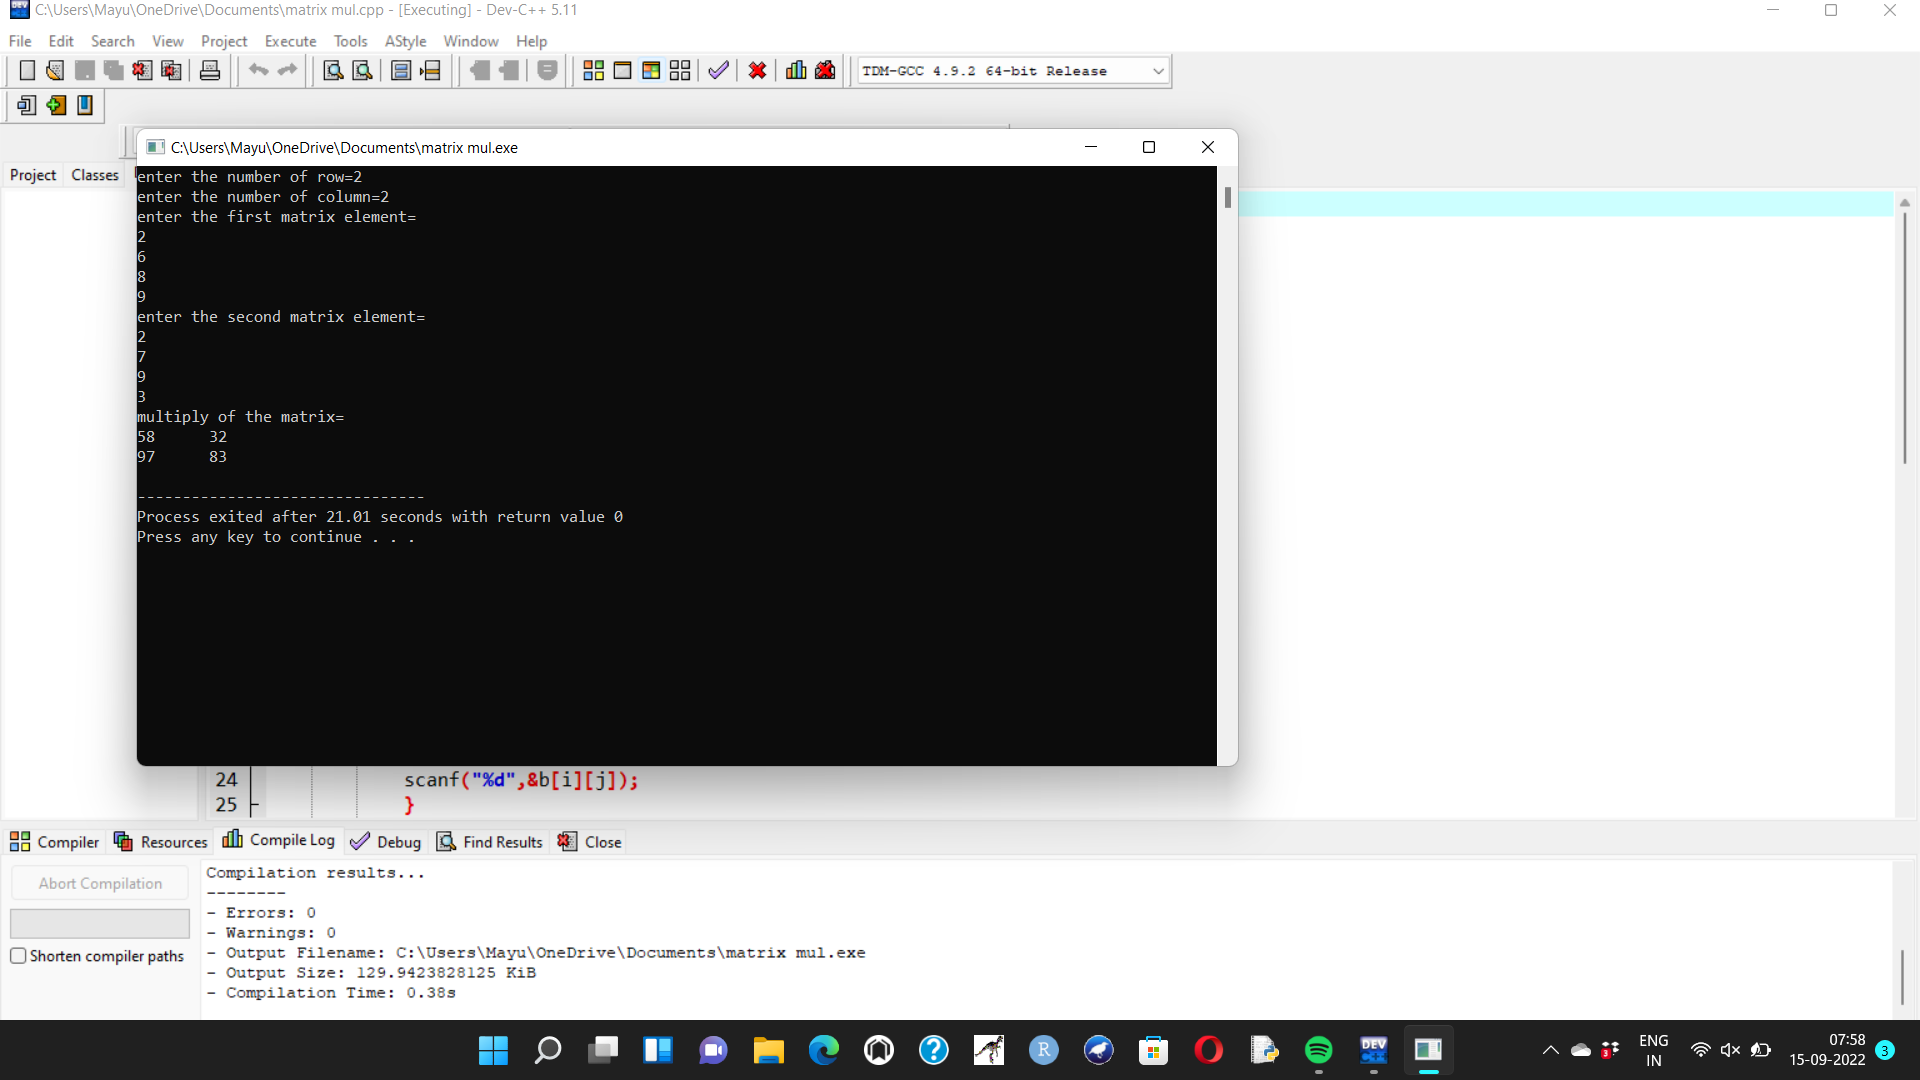 C:\Users\Mayu\OneDrive\Documents\matrix mul.cpp - [Executing] - Dev-C++ 5.11
File Edit Search View Project Execute Tools AStyle Window Help
TDM-GCC 4.9.2 64-bit Release
C:\Users\Mayu\OneDrive\Documents\matrix mul.exe
Project Classes
enter the number of row=2
enter the number of column=2
enter the first matrix element=
2
6
8
9
enter the second matrix element=
2
7
9
3
multiply of the matrix=
58 32
97 83
--------------------------------
Process exited after 21.01 seconds with return value 0
Press any key to continue . . .
24 scanf("%d",&b[i][j]);
25 }
Compiler Resources Compile Log Debug Find Results Close
Abort Compilation
Shorten compiler paths
Compilation results...
--------
- Errors: 0
- Warnings: 0
- Output Filename: C:\Users\Mayu\OneDrive\Documents\matrix mul.exe
- Output Size: 129.9423828125 KiB
- Compilation Time: 0.38s
R
DEV
3
ENG
IN
07:58
15-09-2022
3